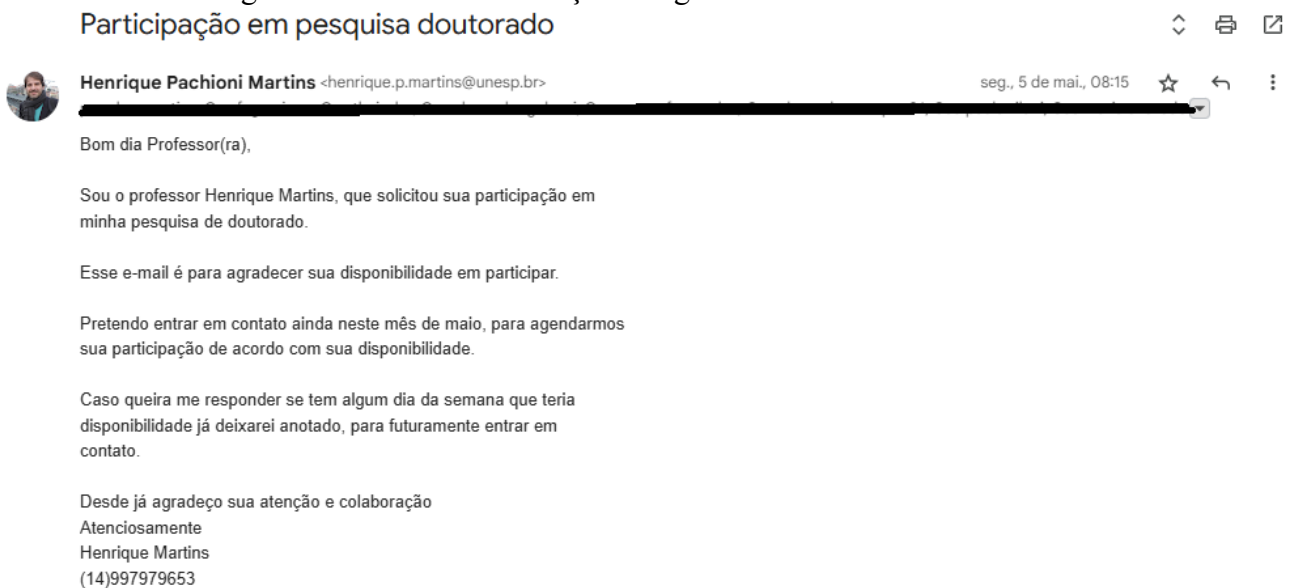 Participação em pesquisa doutorado
Henrique Pachioni Martins <henrique.p.martins@unesp.br>
seg., 5 de mai., 08:15
Bom dia Professor(ra),
Sou o professor Henrique Martins, que solicitou sua participação em
minha pesquisa de doutorado.
Esse e-mail é para agradecer sua disponibilidade em participar.
Pretendo entrar em contato ainda neste mês de maio, para agendarmos
sua participação de acordo com sua disponibilidade.
Caso queira me responder se tem algum dia da semana que teria
disponibilidade já deixarei anotado, para futuramente entrar em
contato.
Desde já agradeço sua atenção e colaboração
Atenciosamente
Henrique Martins
(14)997979653